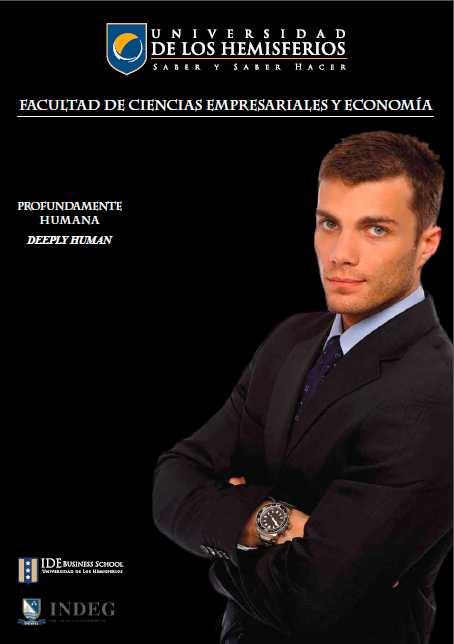 UNIVERSIDAD
DE LOS HEMISFERIOS
SABER Y SABER HACER
FACULTAD DE CIENCIAS EMPRESARIALES Y ECONOMÍA
PROFUNDAMENTE
HUMANA
DEEPLY HUMAN
IDE BUSINESS SCHOOL
UNIVERSIDAD DE LOS HEMISFERIOS
INDEG